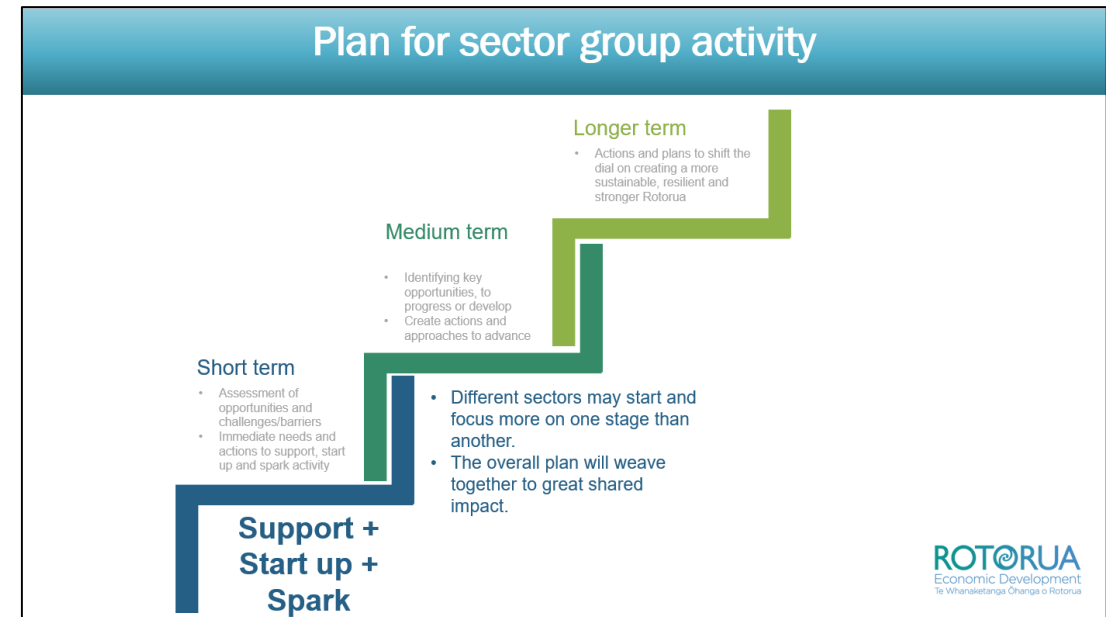 Plan for sector group activity
Longer term
• Actions and plans to shift the
dial on creating a more
sustainable, resilient and
stronger Rotorua
Medium term
• Identifying key
opportunities, to
progress or develop
• Create actions and
approaches to advance
Short term
• Assessment of
opportunities and
challenges/barriers
• Immediate needs and
actions to support, start
up and spark activity
• Different sectors may start and
focus more on one stage than
another.
• The overall plan will weave
together to great shared
impact.
Support +
Start up +
Spark
ROTORUA
Economic Development
Te Whanaketanga Ōhanga o Rotorua